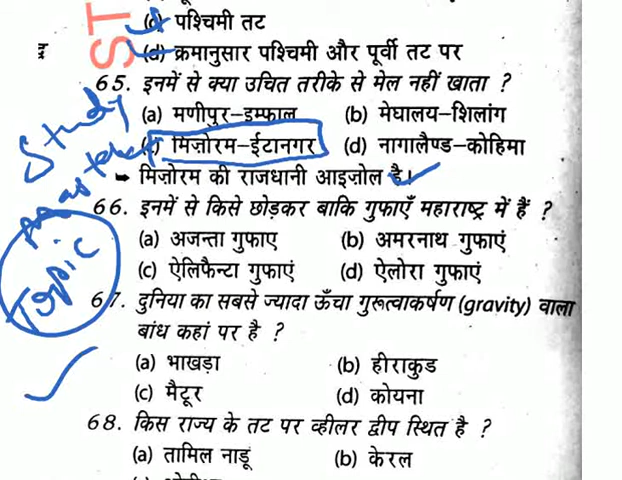 (c) पश्चिमी तट
(d) क्रमानुसार पश्चिमी और पूर्वी तट पर
65. इनमें से क्या उचित तरीके से मेल नहीं खाता ?
(a) मणीपुर-इम्फाल (b) मेघालय-शिलांग
(c) मिज़ोरम-ईटानगर (d) नागालैण्ड-कोहिमा
➡ मिज़ोरम की राजधानी आइज़ोल है।
66. इनमें से किसे छोड़कर बाकि गुफाएँ महाराष्ट्र में हैं ?
(a) अजन्ता गुफाए (b) अमरनाथ गुफाएं
(c) ऐलिफैन्टा गुफाएं (d) ऐलोरा गुफाएं
67. दुनिया का सबसे ज्यादा ऊँचा गुरूत्वाकर्षण (gravity) वाला
बांध कहां पर है ?
(a) भाखड़ा (b) हीराकुड
(c) मैटूर (d) कोयना
68. किस राज्य के तट पर व्हीलर द्वीप स्थित है ?
(a) तामिल नाडू (b) केरल
ST
Study
Topic